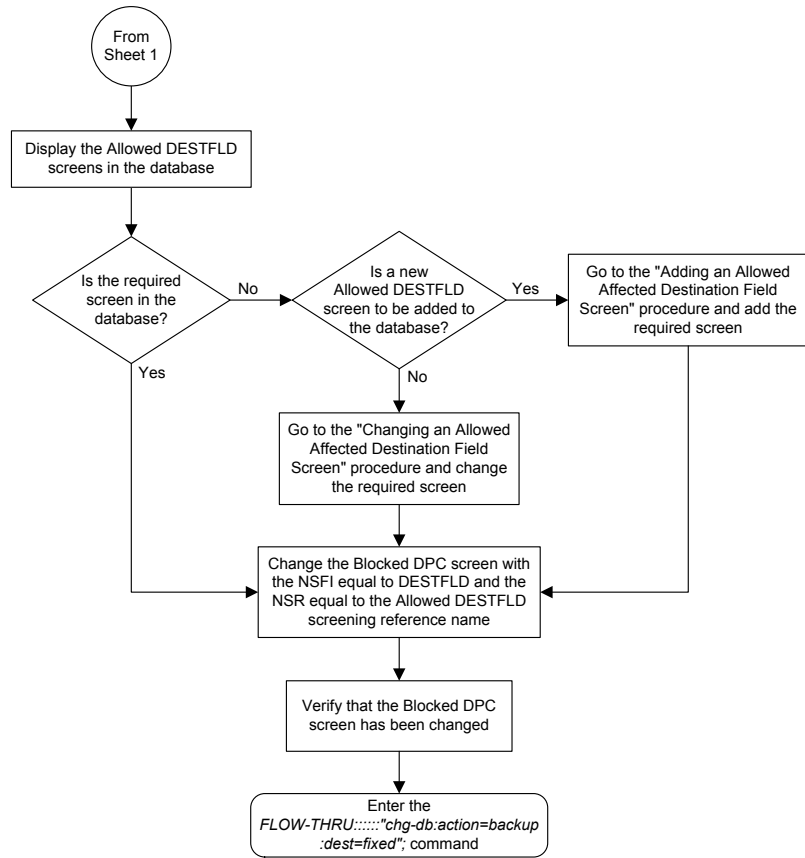 From
Sheet 1
Display the Allowed DESTFLD
screens in the database
Is the required
screen in the
database?
No
Is a new
Allowed DESTFLD
screen to be added to
the database?
Yes
Go to the "Adding an Allowed
Affected Destination Field
Screen" procedure and add the
required screen
Yes
No
Go to the "Changing an Allowed
Affected Destination Field
Screen" procedure and change
the required screen
Change the Blocked DPC screen with
the NSFI equal to DESTFLD and the
NSR equal to the Allowed DESTFLD
screening reference name
Verify that the Blocked DPC
screen has been changed
Enter the
FLOW-THRU::::::"chg-db:action=backup
:dest=fixed"; command